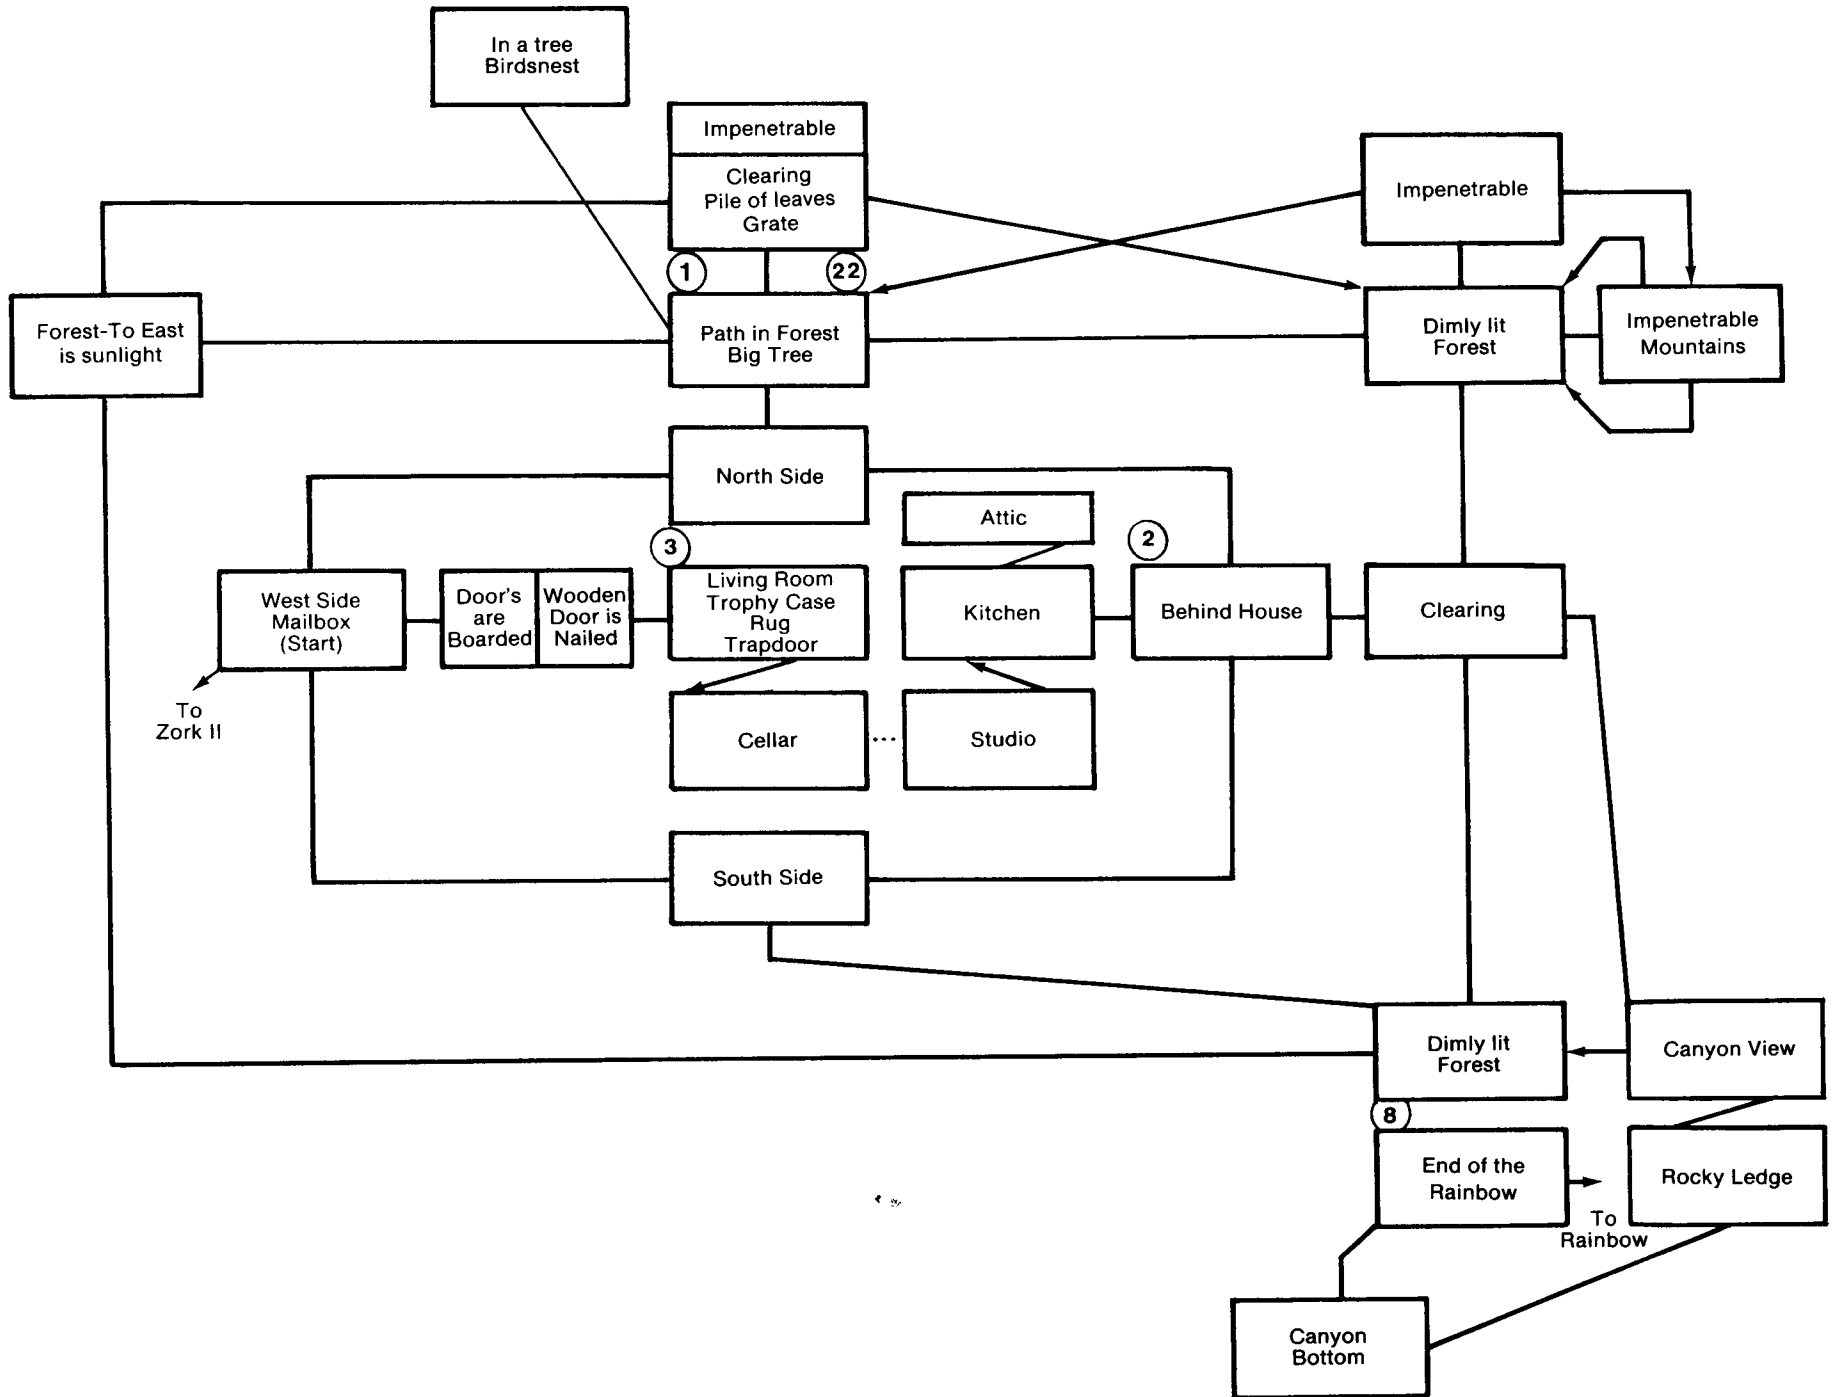 In a tree
Birdsnest
Impenetrable
Clearing
Pile of leaves
Grate
Impenetrable
1
22
Forest-To East
is sunlight
Path in Forest
Big Tree
Dimly lit
Forest
Impenetrable
Mountains
North Side
Attic
3
2
West Side
Mailbox
(Start)
Door's
are
Boarded
Wooden
Door is
Nailed
Living Room
Trophy Case
Rug
Trapdoor
Kitchen
Behind House
Clearing
To
Zork II
Cellar
...
Studio
South Side
Dimly lit
Forest
Canyon View
8
End of the
Rainbow
To
Rainbow
Rocky Ledge
Canyon
Bottom